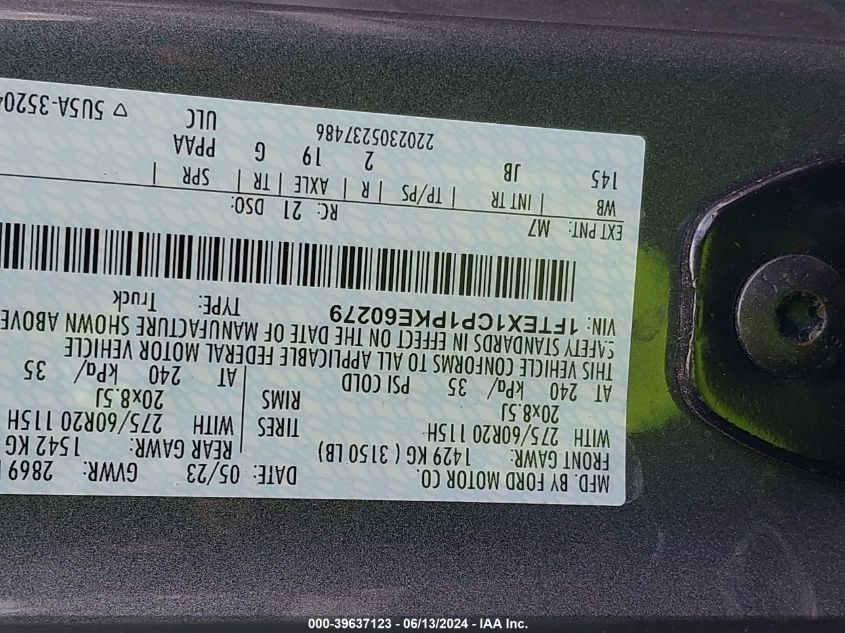 MFD. BY FORD MOTOR CO. DATE: 05/23 GVWR: 2869
FRONT GAWR: 1429 KG ( 3150 LB) REAR GAWR: 1542 KG
WITH 275/60R20 115H TIRES WITH 275/60R20 115H
20x8.5J RIMS 20x8.5J
AT 240 kPa/ 35 PSI COLD AT 240 kPa/ 35
THIS VEHICLE CONFORMS TO ALL APPLICABLE FEDERAL MOTOR VEHICLE
SAFETY STANDARDS IN EFFECT ON THE DATE OF MANUFACTURE SHOWN ABOVE
VIN: 1FTEX1CP1PKE60279 TYPE: Truck
EXT PNT: M7 RC: 21 DSO:
WB | INT TR | TP/PS | R | AXLE | TR | SPR |
145 JB 2 19 G PPAA
2202305237486 ULC
▽ 5U5A-3520
000-39637123 - 06/13/2024 - IAA Inc.